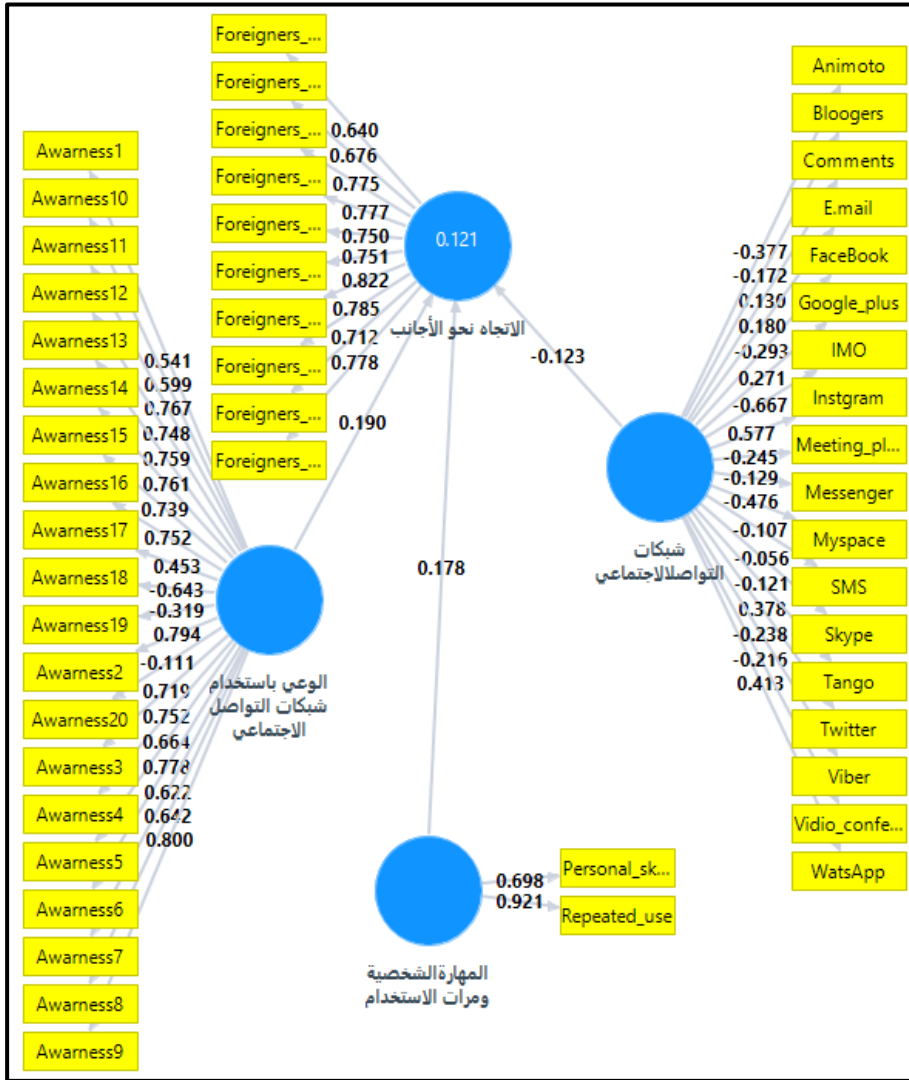 Foreigners_...
Foreigners_...
Foreigners_...
Foreigners_...
Foreigners_...
Foreigners_...
Foreigners_...
Foreigners_...
Foreigners_...
Foreigners_...
0.640
0.676
0.775
0.777
0.750
0.751
0.822
0.785
0.712
0.778
0.121
الاتجاه نحو الأجانب
Awarness1
Awarness10
Awarness11
Awarness12
Awarness13
Awarness14
Awarness15
Awarness16
Awarness17
Awarness18
Awarness19
Awarness2
Awarness20
Awarness3
Awarness4
Awarness5
Awarness6
Awarness7
Awarness8
Awarness9
0.541
0.599
0.767
0.748
0.759
0.761
0.739
0.752
0.453
-0.643
-0.319
0.794
-0.111
0.719
0.752
0.664
0.778
0.622
0.642
0.800
الوعي باستخدام
شبكات التواصل
الاجتماعي
0.190
0.178
-0.123
Animoto
Bloogers
Comments
E.mail
FaceBook
Google_plus
IMO
Instgram
Meeting_pl...
Messenger
Myspace
SMS
Skype
Tango
Twitter
Viber
Vidio_confe...
WatsApp
-0.377
-0.172
0.130
0.180
-0.293
0.271
-0.667
0.577
-0.245
-0.129
-0.476
-0.107
-0.056
-0.121
0.378
-0.238
-0.216
0.413
شبكات
التواصلالاجتماعي
Personal_sk...
Repeated_use
0.698
0.921
المهارةالشخصية
ومرات الاستخدام